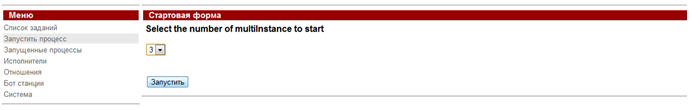 Меню
Список заданий
Запустить процесс
Запущенные процессы
Исполнители
Отношения
Бот станции
Система
Стартовая форма
Select the number of multiInstance to start
3
Запустить